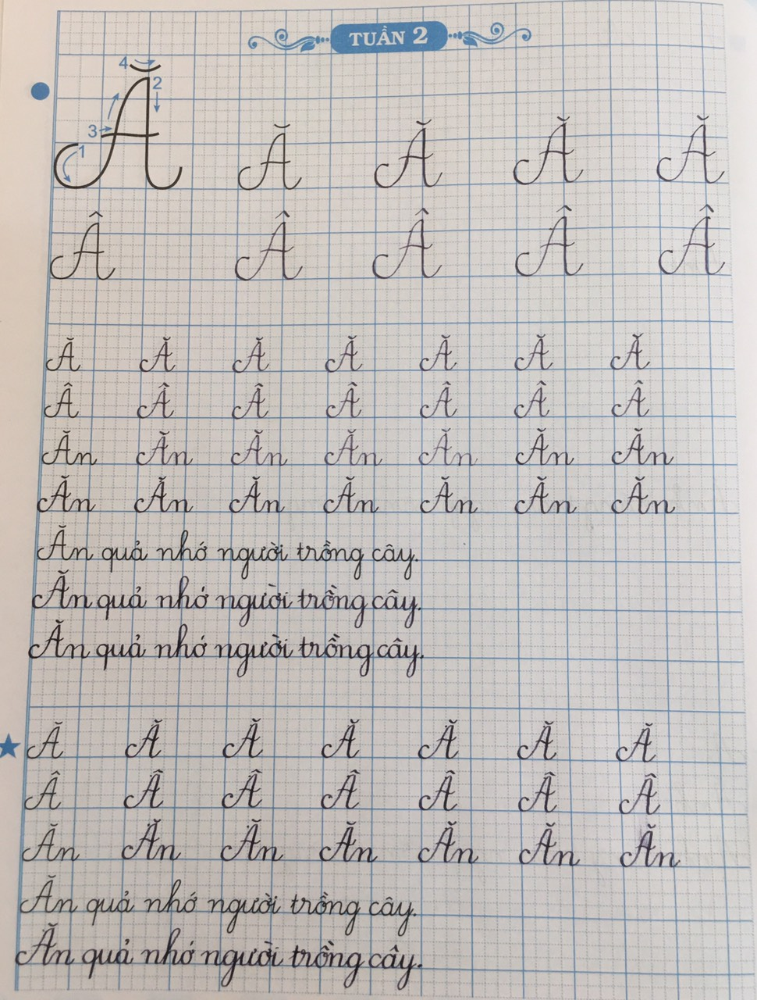 TUẦN 2
4 2 3 1 Ă Ă Ă Ă Ă
Â Â Â Â Â
Ă Ă Ă Ă Ă Ă Ă
Â Â Â Â Â Â Â
Ăn Ăn Ăn Ăn Ăn Ăn Ăn
Ăn Ăn Ăn Ăn Ăn Ăn Ăn
Ăn quả nhớ người trồng cây.
Ăn quả nhớ người trồng cây.
Ăn quả nhớ người trồng cây.
Ă Ă Ă Ă Ă Ă Ă
Â Â Â Â Â Â Â
Ăn Ăn Ăn Ăn Ăn Ăn Ăn
Ăn quả nhớ người trồng cây.
Ăn quả nhớ người trồng cây.